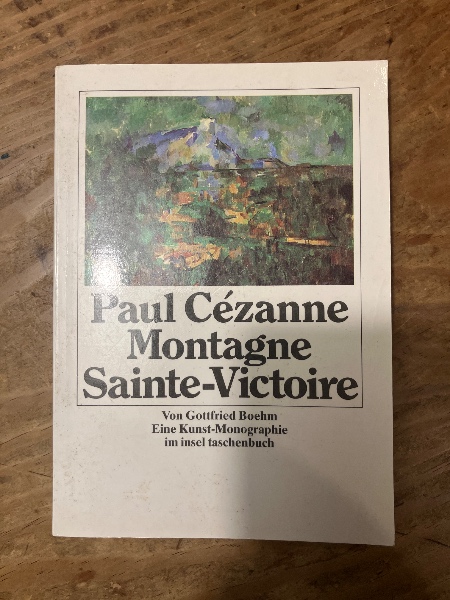 Paul Cézanne
Montagne
Sainte-Victoire
Von Gottfried Boehm
Eine Kunst-Monographie
im insel taschenbuch